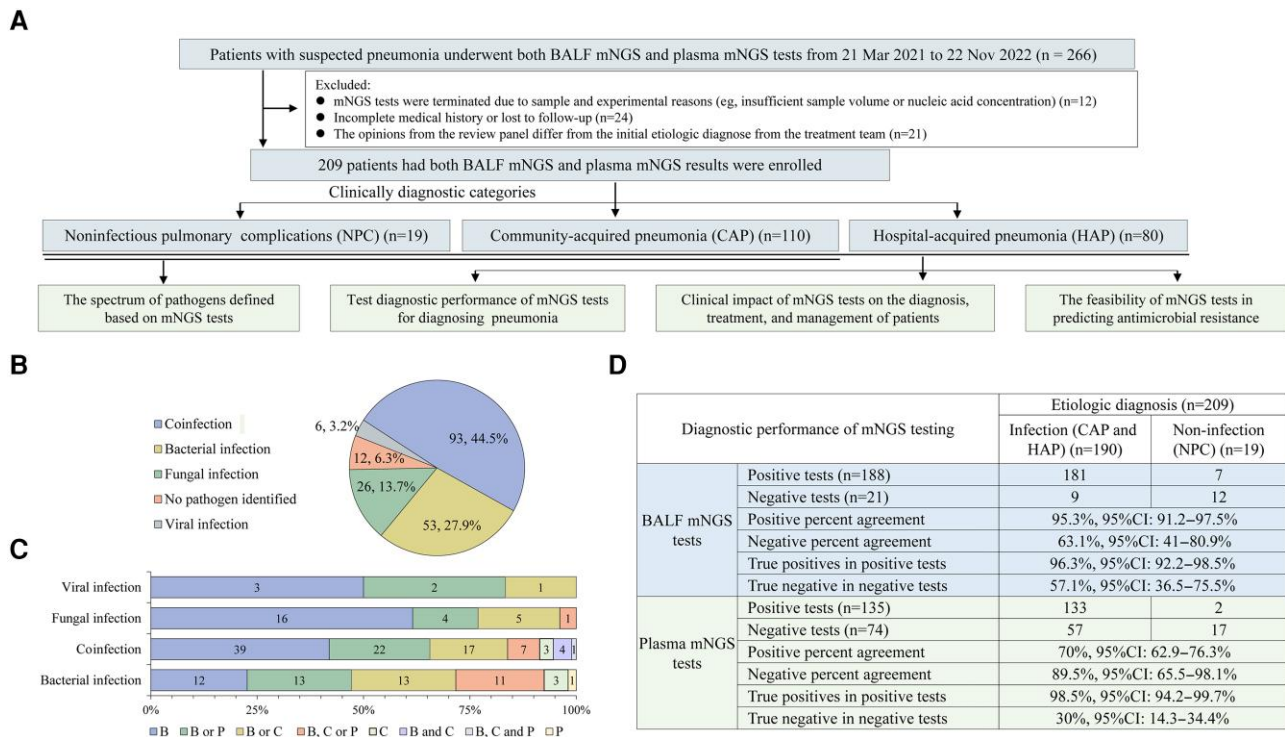 A
Patients with suspected pneumonia underwent both BALF mNGS and plasma mNGS tests from 21 Mar 2021 to 22 Nov 2022 (n = 266)
Excluded:
● mNGS tests were terminated due to sample and experimental reasons (eg, insufficient sample volume or nucleic acid concentration) (n=12)
● Incomplete medical history or lost to follow-up (n=24)
● The opinions from the review panel differ from the initial etiologic diagnose from the treatment team (n=21)
209 patients had both BALF mNGS and plasma mNGS results were enrolled
Clinically diagnostic categories
Noninfectious pulmonary complications (NPC) (n=19)
Community-acquired pneumonia (CAP) (n=110)
Hospital-acquired pneumonia (HAP) (n=80)
The spectrum of pathogens defined
based on mNGS tests
Test diagnostic performance of mNGS tests
for diagnosing pneumonia
Clinical impact of mNGS tests on the diagnosis,
treatment, and management of patients
The feasibility of mNGS tests in
predicting antimicrobial resistance
B
Coinfection
Bacterial infection
Fungal infection
No pathogen identified
Viral infection
6, 3.2%
93, 44.5%
12, 6.3%
26, 13.7%
53, 27.9%
C
Viral infection 3 2 1
Fungal infection 16 4 5 1
Coinfection 39 22 17 7 3 4 1
Bacterial infection 12 13 13 11 3 1
0% 25% 50% 75% 100%
B B or P B or C B, C or P C B and C B, C and P P
D
Diagnostic performance of mNGS testing
Etiologic diagnosis (n=209)
Infection (CAP and
HAP) (n=190)
Non-infection
(NPC) (n=19)
BALF mNGS
tests
Positive tests (n=188) 181 7
Negative tests (n=21) 9 12
Positive percent agreement 95.3%, 95%CI: 91.2–97.5%
Negative percent agreement 63.1%, 95%CI: 41–80.9%
True positives in positive tests 96.3%, 95%CI: 92.2–98.5%
True negative in negative tests 57.1%, 95%CI: 36.5–75.5%
Plasma mNGS
tests
Positive tests (n=135) 133 2
Negative tests (n=74) 57 17
Positive percent agreement 70%, 95%CI: 62.9–76.3%
Negative percent agreement 89.5%, 95%CI: 65.5–98.1%
True positives in positive tests 98.5%, 95%CI: 94.2–99.7%
True negative in negative tests 30%, 95%CI: 14.3–34.4%